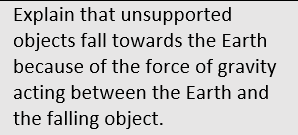 Explain that unsupported
objects fall towards the Earth
because of the force of gravity
acting between the Earth and
the falling object.